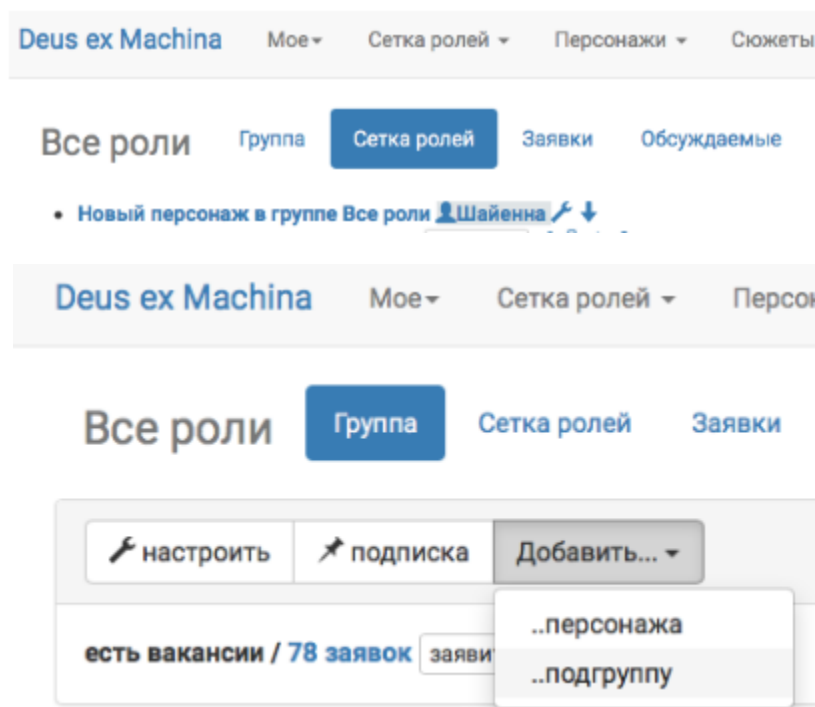 Deus ex Machina Мое Сетка ролей Персонажи Сюжеты
Все роли Группа Сетка ролей Заявки Обсуждаемые
Новый персонаж в группе Все роли Шайенна
Deus ex Machina Мое Сетка ролей
Все роли Группа Сетка ролей Заявки
настроить подписка Добавить...
..персонажа
есть вакансии / 78 заявок
..подгруппу